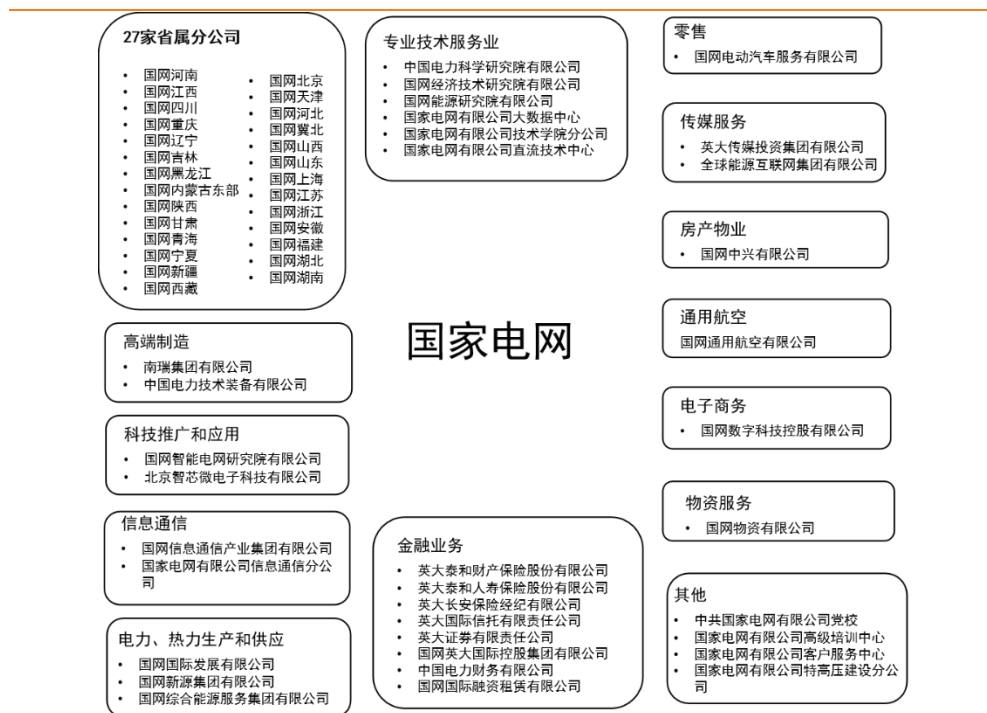 27家省属分公司
• 国网河南
• 国网江西
• 国网四川
• 国网重庆
• 国网辽宁
• 国网吉林
• 国网黑龙江
• 国网内蒙古东部
• 国网陕西
• 国网甘肃
• 国网青海
• 国网宁夏
• 国网新疆
• 国网西藏
• 国网北京
• 国网天津
• 国网河北
• 国网冀北
• 国网山西
• 国网山东
• 国网上海
• 国网江苏
• 国网浙江
• 国网安徽
• 国网福建
• 国网湖北
• 国网湖南
高端制造
• 南瑞集团有限公司
• 中国电力技术装备有限公司
科技推广和应用
• 国网智能电网研究院有限公司
• 北京智芯微电子科技有限公司
信息通信
• 国网信息通信产业集团有限公司
• 国家电网有限公司信息通信分公
司
电力、热力生产和供应
• 国网国际发展有限公司
• 国网新源集团有限公司
• 国网综合能源服务集团有限公司
专业技术服务业
• 中国电力科学研究院有限公司
• 国网经济技术研究院有限公司
• 国网能源研究院有限公司
• 国家电网有限公司大数据中心
• 国家电网有限公司技术学院分公司
• 国家电网有限公司直流技术中心
国家电网
金融业务
• 英大泰和财产保险股份有限公司
• 英大泰和人寿保险股份有限公司
• 英大长安保险经纪有限公司
• 英大国际信托有限责任公司
• 英大证券有限责任公司
• 国网英大国际控股集团有限公司
• 中国电力财务有限公司
• 国网国际融资租赁有限公司
零售
• 国网电动汽车服务有限公司
传媒服务
• 英大传媒投资集团有限公司
• 全球能源互联网集团有限公司
房产物业
• 国网中兴有限公司
通用航空
国网通用航空有限公司
电子商务
• 国网数字科技控股有限公司
物资服务
• 国网物资有限公司
其他
• 中共国家电网有限公司党校
• 国家电网有限公司高级培训中心
• 国家电网有限公司客户服务中心
• 国家电网有限公司特高压建设分公
司